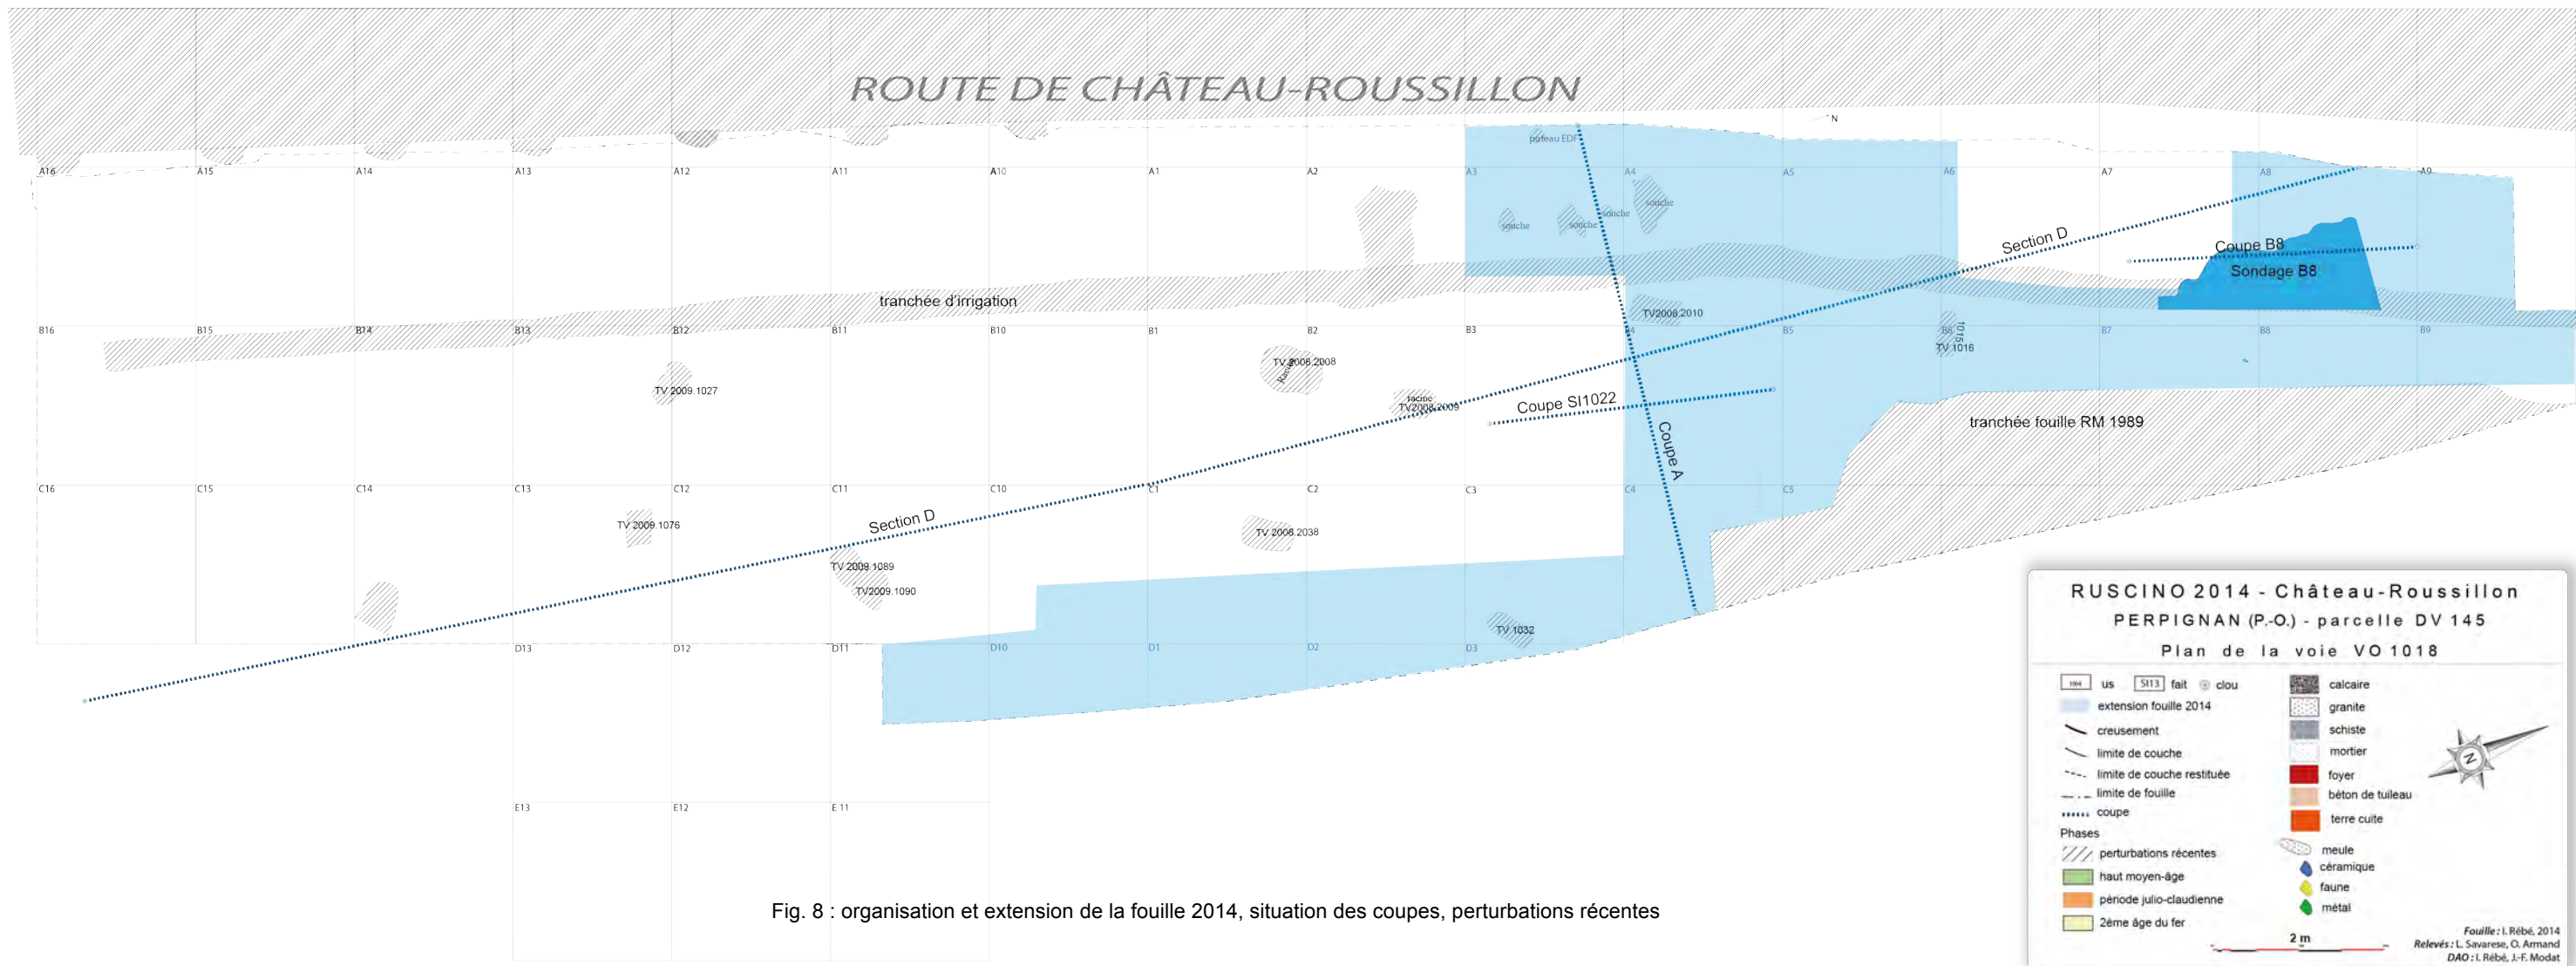 ROUTE DE CHÂTEAU-ROUSSILLON
N
poteau EDF
A16 A15 A14 A13 A12 A11 A10 A1 A2 A3 A4 A5 A6 A7 A8 A9
souche souche souche souche
Section D
Coupe B8
Sondage B8
tranchée d'irrigation
TV2008.2010
B16 B15 B14 B13 B12 B11 B10 B1 B2 B3 B4 B5 B6 B7 B8 B9
1015
TV 1016
TV 2008.2008
Racine
TV 2009.1027
racine
TV2008.2009
Coupe SI1022
Coupe A
tranchée fouille RM 1989
C16 C15 C14 C13 C12 C11 C10 C1 C2 C3 C4 C5
Section D
TV 2009.1076
TV 2008.2038
TV 2009.1089
TV2009.1090
TV 1032
D13 D12 D11 D10 D1 D2 D3
E13 E12 E 11
RUSCINO 2014 - Château-Roussillon
PERPIGNAN (P.-O.) - parcelle DV 145
Plan de la voie VO 1018
us SI13 fait clou
extension fouille 2014
creusement
limite de couche
limite de couche restituée
limite de fouille
coupe
Phases
perturbations récentes
haut moyen-âge
période julio-claudienne
2ème âge du fer
calcaire
granite
schiste
mortier
foyer
béton de tuileau
terre cuite
meule
céramique
faune
métal
N
2 m
Fouille : I. Rébé, 2014
Relevés : L. Savarese, O. Armand
DAO : I. Rébé, J.-F. Modat
Fig. 8 : organisation et extension de la fouille 2014, situation des coupes, perturbations récentes